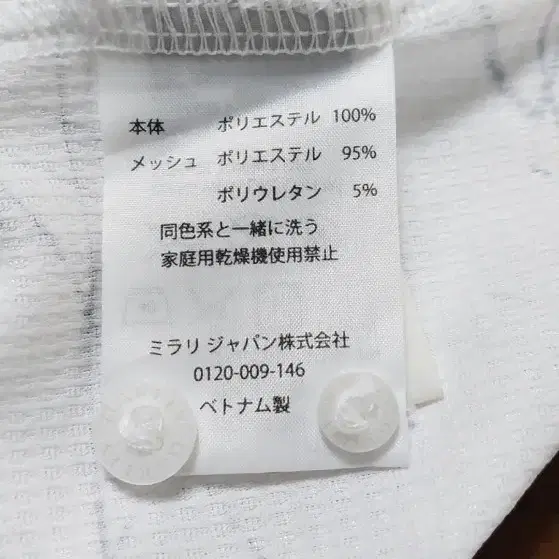 本体 ポリエステル 100%
メッシュ ポリエステル 95%
ポリウレタン 5%
同色系と一緒に洗う
家庭用乾燥機使用禁止
ミラリ ジャパン株式会社
0120-009-146
ベトナム製